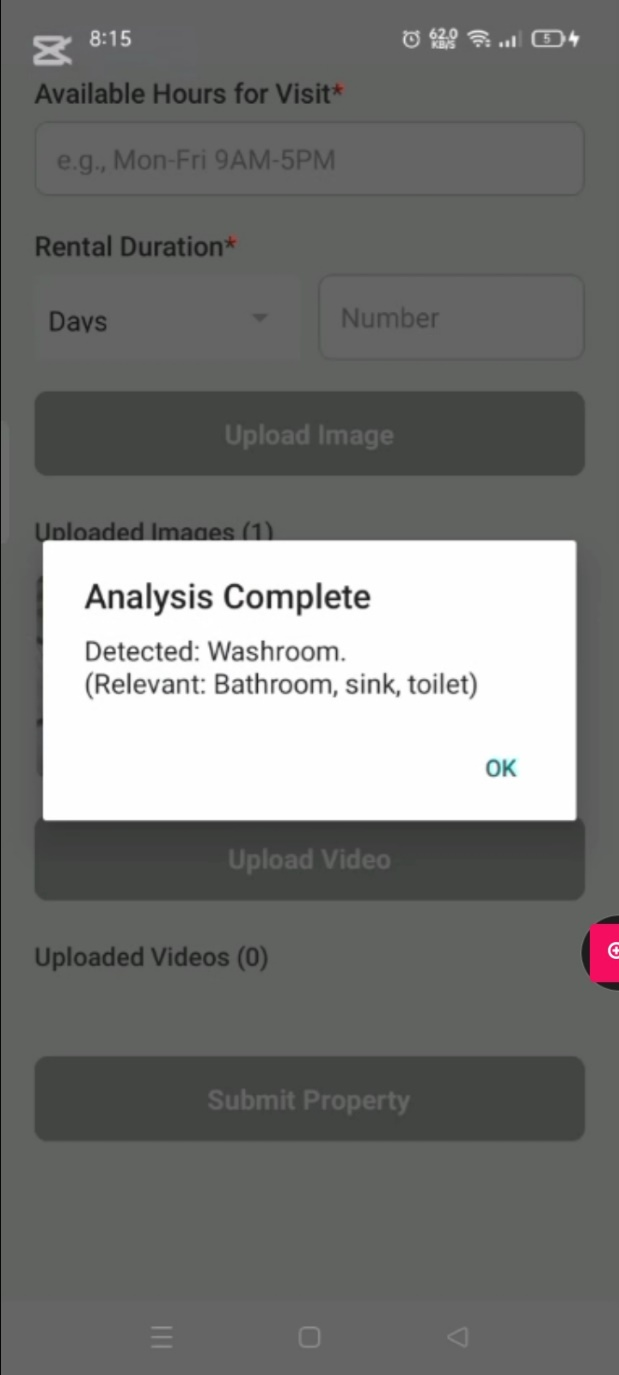 8:15
62.0
KB/S
5
Available Hours for Visit*
e.g., Mon-Fri 9AM-5PM
Rental Duration*
Days
Number
Upload Image
Uploaded Images (1)
Analysis Complete
Detected: Washroom.
(Relevant: Bathroom, sink, toilet)
OK
Upload Video
Uploaded Videos (0)
Submit Property